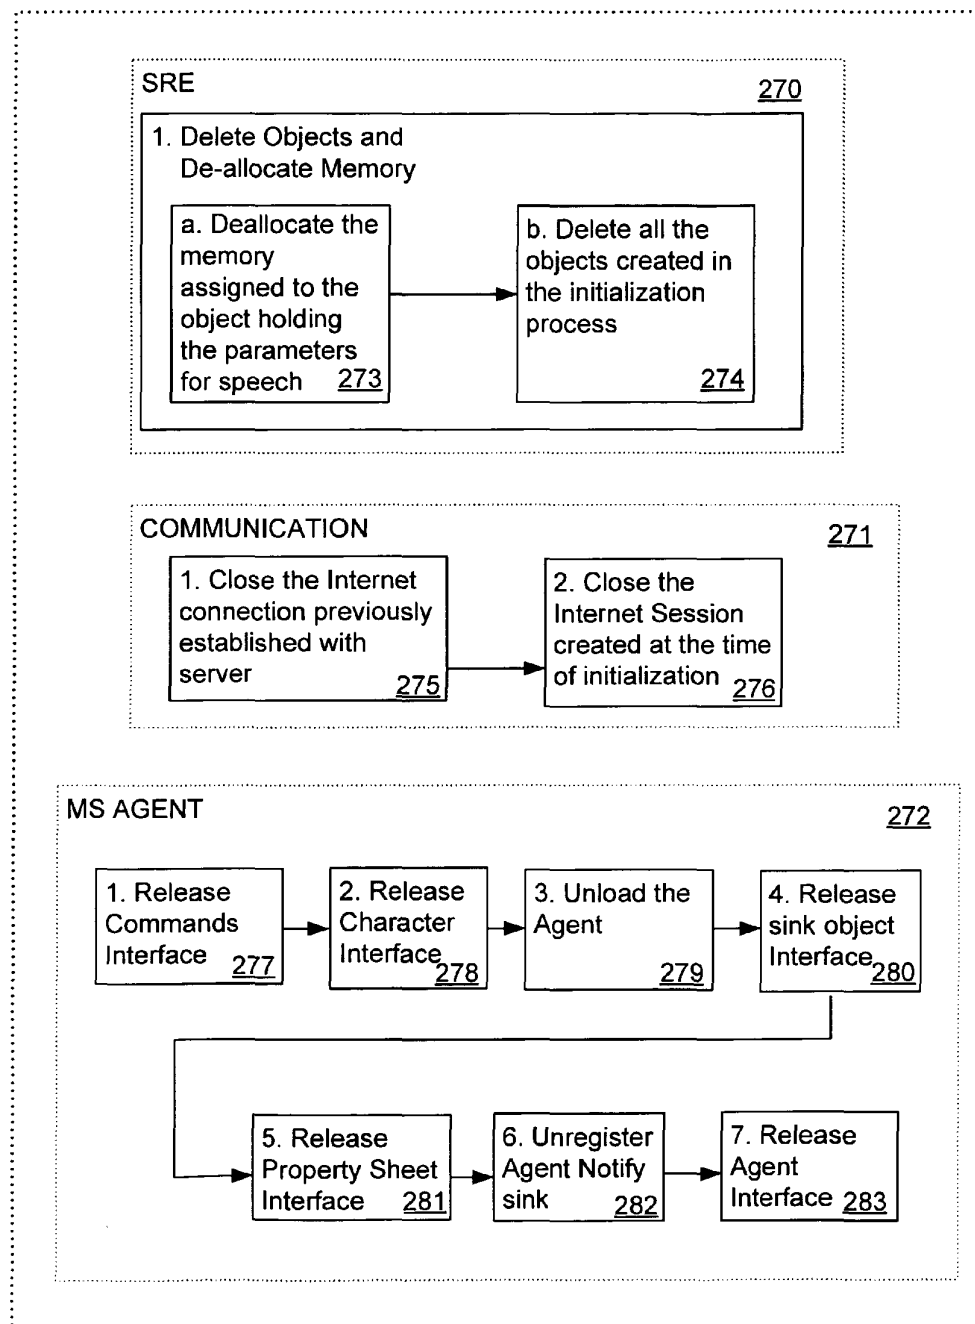 SRE
270
1. Delete Objects and
De-allocate Memory
a. Deallocate the
memory
assigned to the
object holding
the parameters
for speech 273
b. Delete all the
objects created in
the initialization
process
274
COMMUNICATION
271
1. Close the Internet
connection previously
established with
server
275
2. Close the
Internet Session
created at the time
of initialization 276
MS AGENT
272
1. Release
Commands
Interface
277
2. Release
Character
Interface
278
3. Unload the
Agent
279
4. Release
sink object
Interface
280
5. Release
Property Sheet
Interface 281
6. Unregister
Agent Notify
sink 282
7. Release
Agent
Interface 283